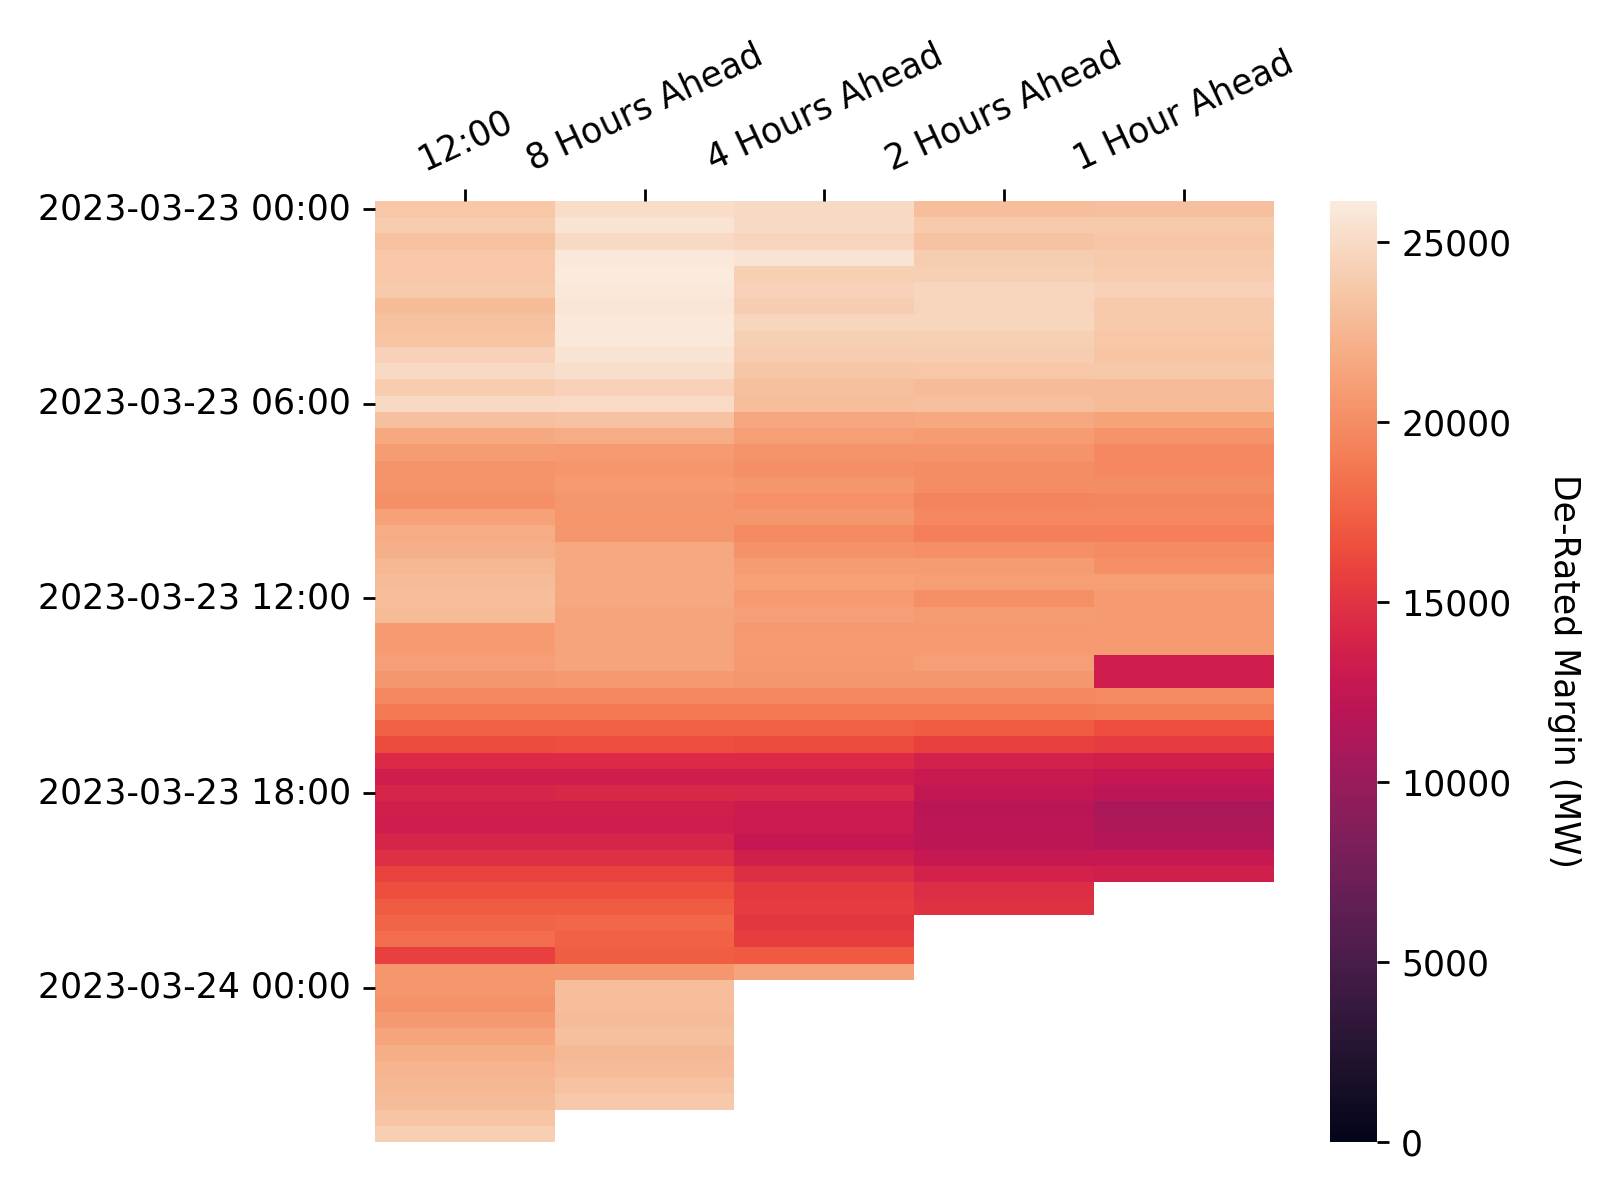 12:00
8 Hours Ahead
4 Hours Ahead
2 Hours Ahead
1 Hour Ahead
2023-03-23 00:00
2023-03-23 06:00
2023-03-23 12:00
2023-03-23 18:00
2023-03-24 00:00
25000
20000
15000
10000
5000
0
De-Rated Margin (MW)